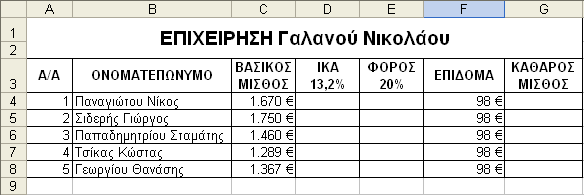 A B C D E F G
1 ΕΠΙΧΕΙΡΗΣΗ Γαλανού Νικολάου
2
3 Α/Α ΟΝΟΜΑΤΕΠΩΝΥΜΟ ΒΑΣΙΚΟΣ ΜΙΣΘΟΣ ΙΚΑ 13,2% ΦΟΡΟΣ 20% ΕΠΙΔΟΜΑ ΚΑΘΑΡΟΣ ΜΙΣΘΟΣ
4 1 Παναγιώτου Νίκος 1.670 € 98 €
5 2 Σιδερής Γιώργος 1.750 € 98 €
6 3 Παπαδημητρίου Σταμάτης 1.460 € 98 €
7 4 Τσίκας Κώστας 1.289 € 98 €
8 5 Γεωργίου Θανάσης 1.367 € 98 €
9